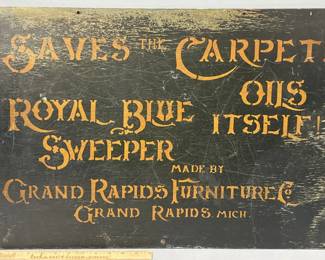 SAVES THE CARPET.
OILS
ROYAL BLUE ITSELF!
SWEEPER
MADE BY
GRAND RAPIDS FURNITURE CO
GRAND RAPIDS MICH.